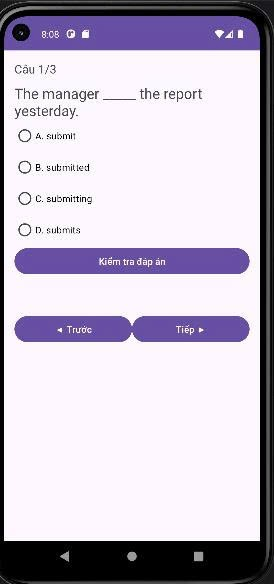 8:08
Câu 1/3
The manager _____ the report
yesterday.
A. submit
B. submitted
C. submitting
D. submits
Kiểm tra đáp án
◄ Trước
Tiếp ►